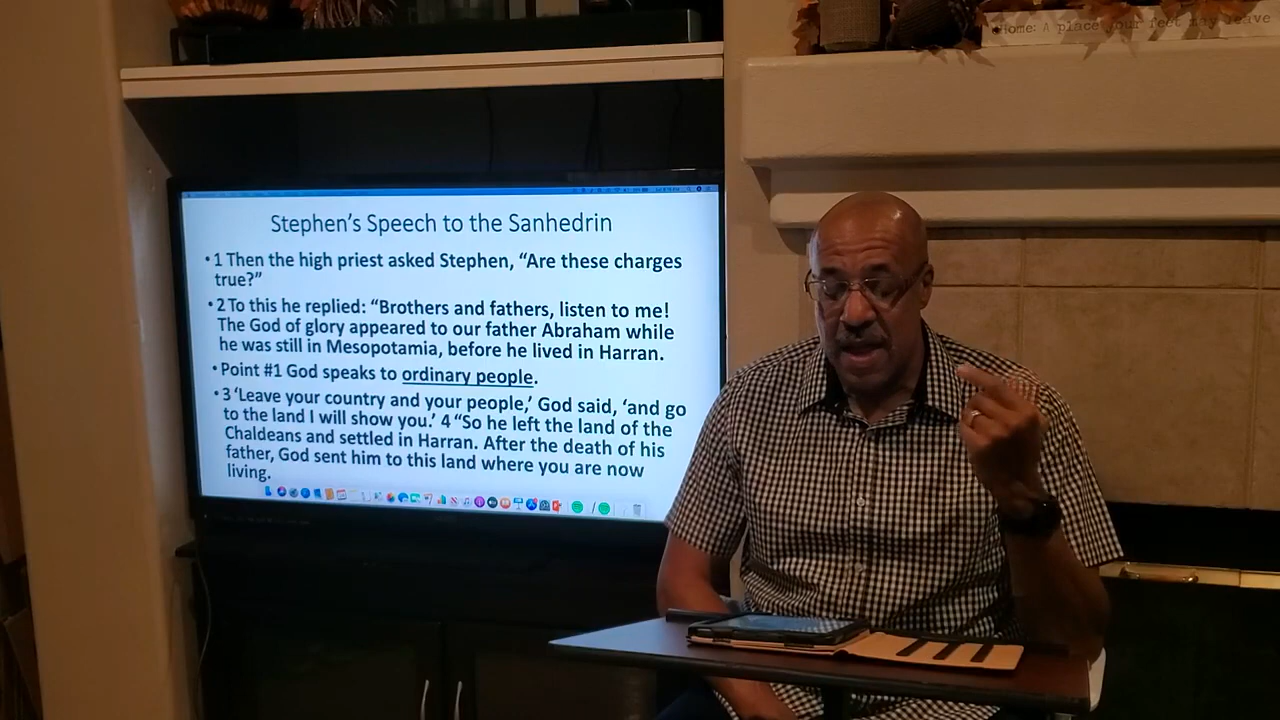 Home: A place your feet may leave
Stephen's Speech to the Sanhedrin
• 1 Then the high priest asked Stephen, “Are these charges
true?”
• 2 To this he replied: “Brothers and fathers, listen to me!
The God of glory appeared to our father Abraham while
he was still in Mesopotamia, before he lived in Harran.
• Point #1 God speaks to ordinary people.
• 3 ‘Leave your country and your people,’ God said, ‘and go
to the land I will show you.’ 4 “So he left the land of the
Chaldeans and settled in Harran. After the death of his
father, God sent him to this land where you are now
living.